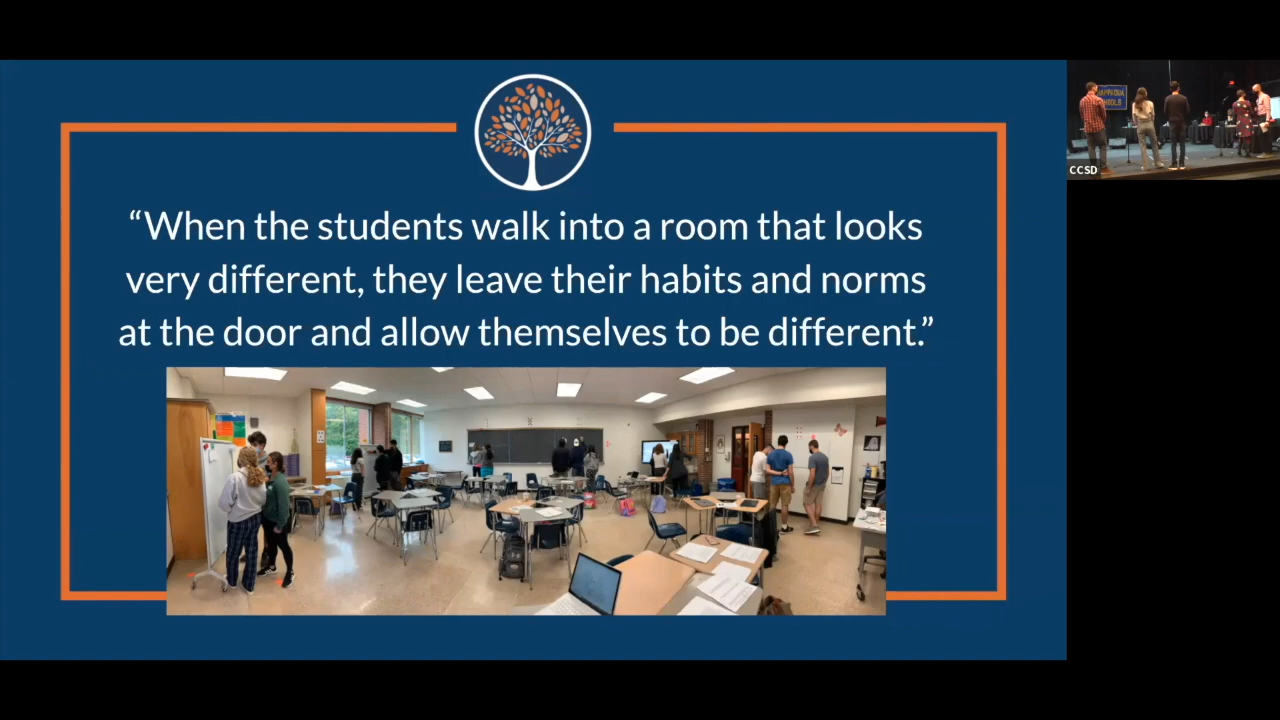 “When the students walk into a room that looks
very different, they leave their habits and norms
at the door and allow themselves to be different.”
CCSD